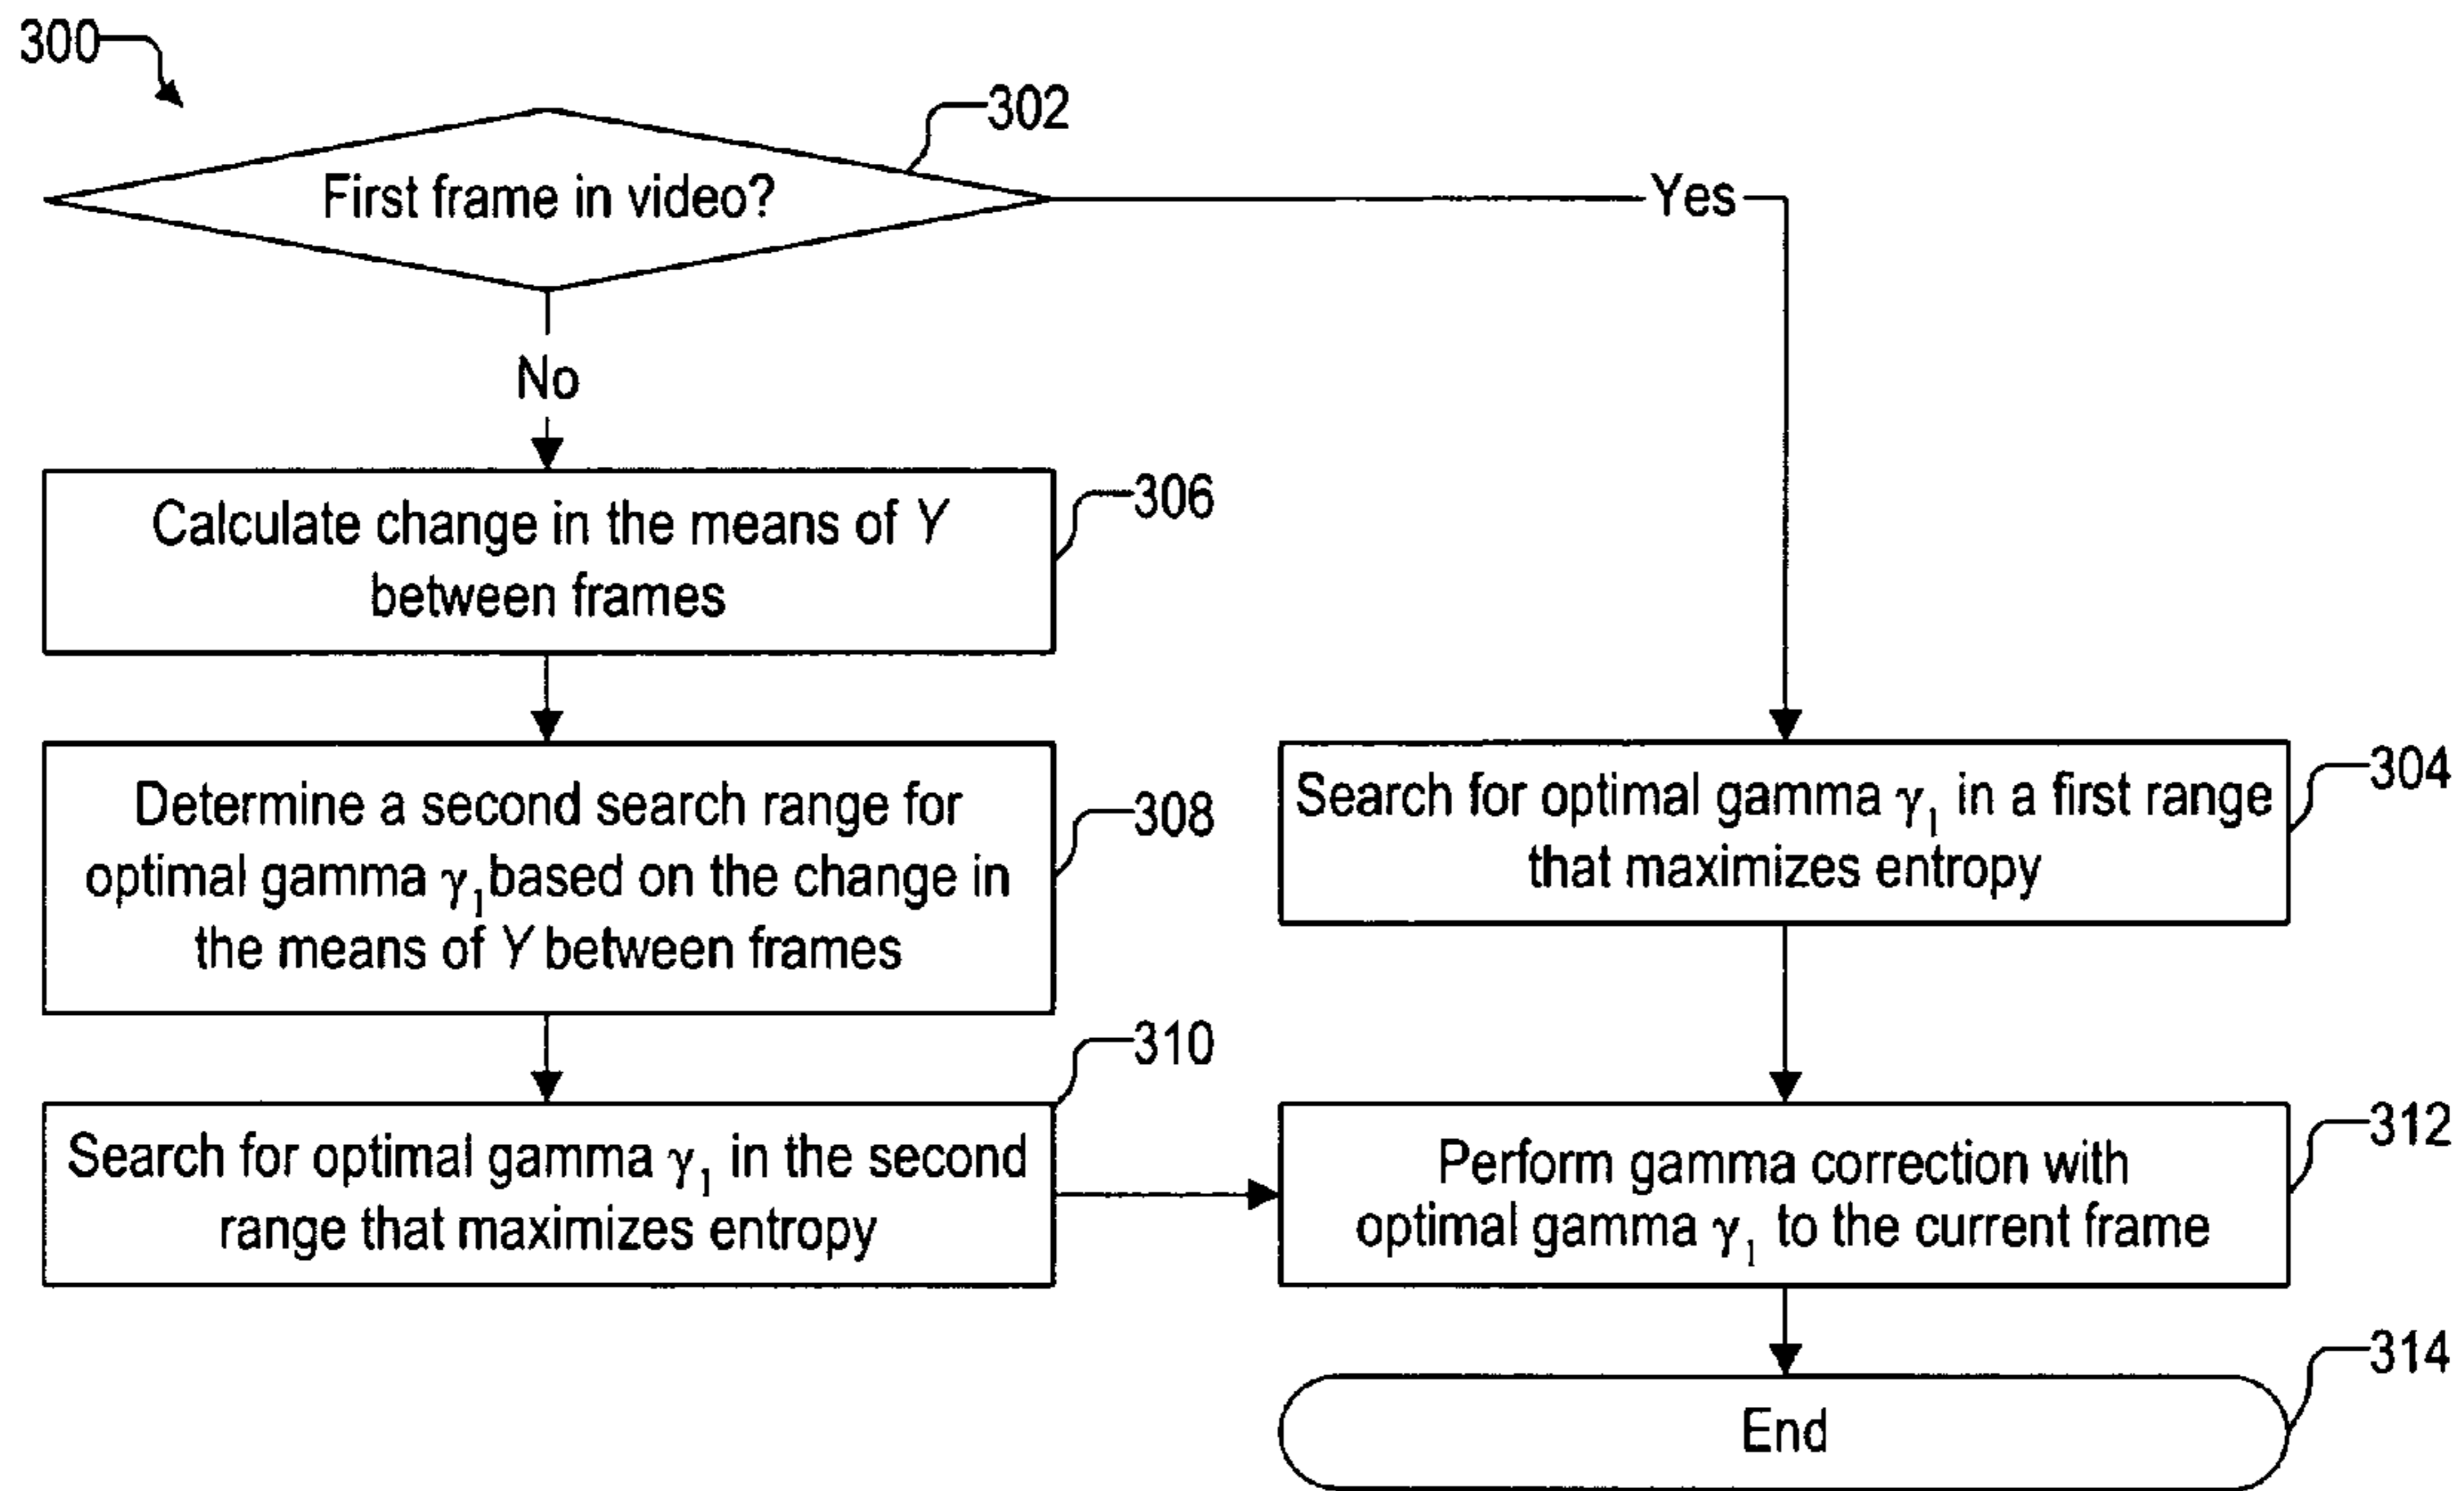 300
302
First frame in video?
Yes
No
306
Calculate change in the means of Y
between frames
308
Determine a second search range for
optimal gamma γ₁ based on the change in
the means of Y between frames
304
Search for optimal gamma γ₁ in a first range
that maximizes entropy
310
Search for optimal gamma γ₁ in the second
range that maximizes entropy
312
Perform gamma correction with
optimal gamma γ₁ to the current frame
314
End